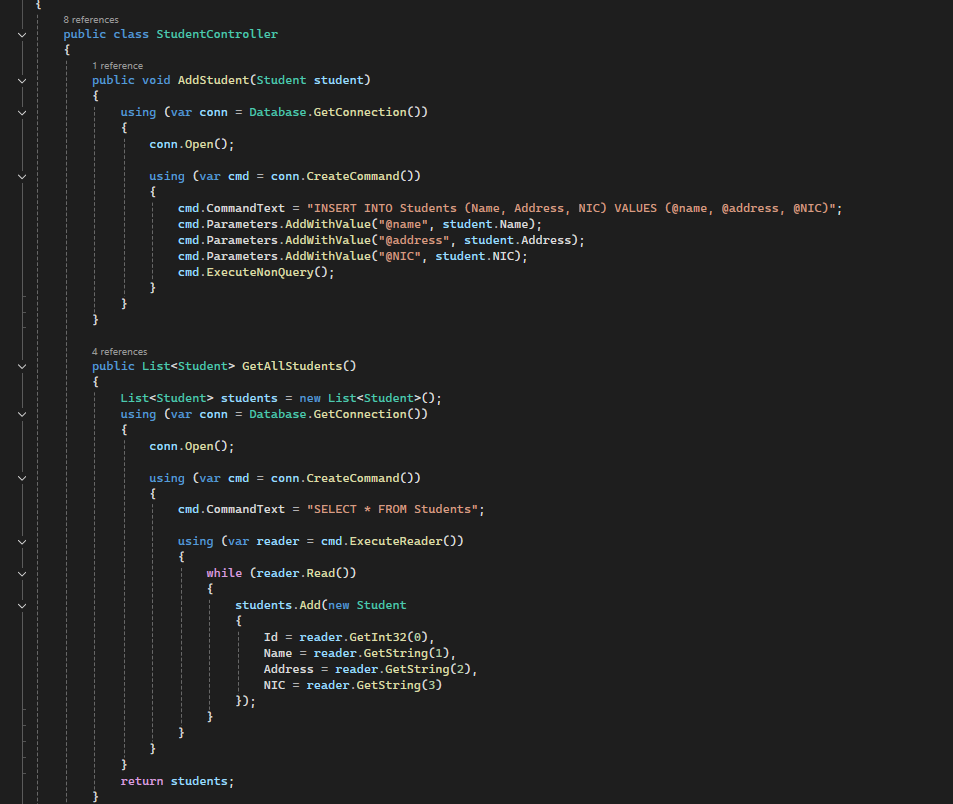 {
8 references
public class StudentController
{
1 reference
public void AddStudent(Student student)
{
using (var conn = Database.GetConnection())
{
conn.Open();
using (var cmd = conn.CreateCommand())
{
cmd.CommandText = "INSERT INTO Students (Name, Address, NIC) VALUES (@name, @address, @NIC)";
cmd.Parameters.AddWithValue("@name", student.Name);
cmd.Parameters.AddWithValue("@address", student.Address);
cmd.Parameters.AddWithValue("@NIC", student.NIC);
cmd.ExecuteNonQuery();
}
}
}
4 references
public List<Student> GetAllStudents()
{
List<Student> students = new List<Student>();
using (var conn = Database.GetConnection())
{
conn.Open();
using (var cmd = conn.CreateCommand())
{
cmd.CommandText = "SELECT * FROM Students";
using (var reader = cmd.ExecuteReader())
{
while (reader.Read())
{
students.Add(new Student
{
Id = reader.GetInt32(0),
Name = reader.GetString(1),
Address = reader.GetString(2),
NIC = reader.GetString(3)
});
}
}
}
}
return students;
}